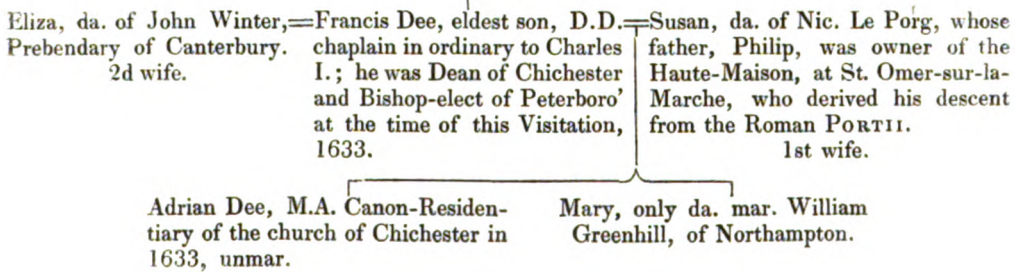 Eliza, da. of John Winter,=
Prebendary of Canterbury.
2d wife.
Francis Dee, eldest son, D.D.=
chaplain in ordinary to Charles
I.; he was Dean of Chichester
and Bishop-elect of Peterboro'
at the time of this Visitation,
1633.
Susan, da. of Nic. Le Porg, whose
father, Philip, was owner of the
Haute-Maison, at St. Omer-sur-la-
Marche, who derived his descent
from the Roman PORTII.
1st wife.
Adrian Dee, M.A. Canon-Residen-
tiary of the church of Chichester in
1633, unmar.
Mary, only da. mar. William
Greenhill, of Northampton.